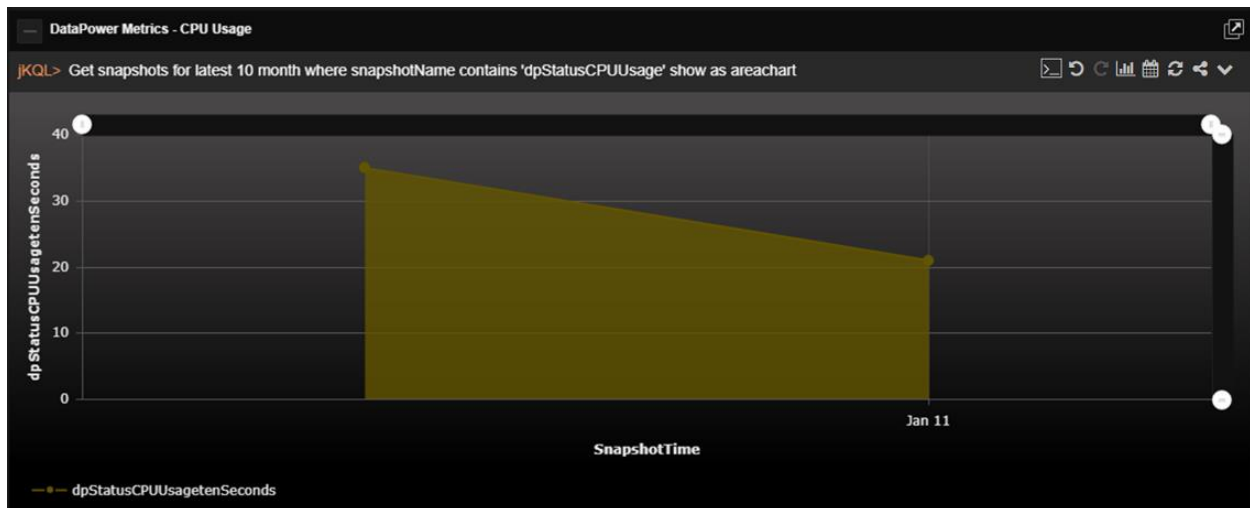 DataPower Metrics - CPU Usage
jKQL> Get snapshots for latest 10 month where snapshotName contains 'dpStatusCPUUsage' show as areachart
40
30
20
10
0
dpStatusCPUUsagetenSeconds
Jan 11
SnapshotTime
dpStatusCPUUsagetenSeconds